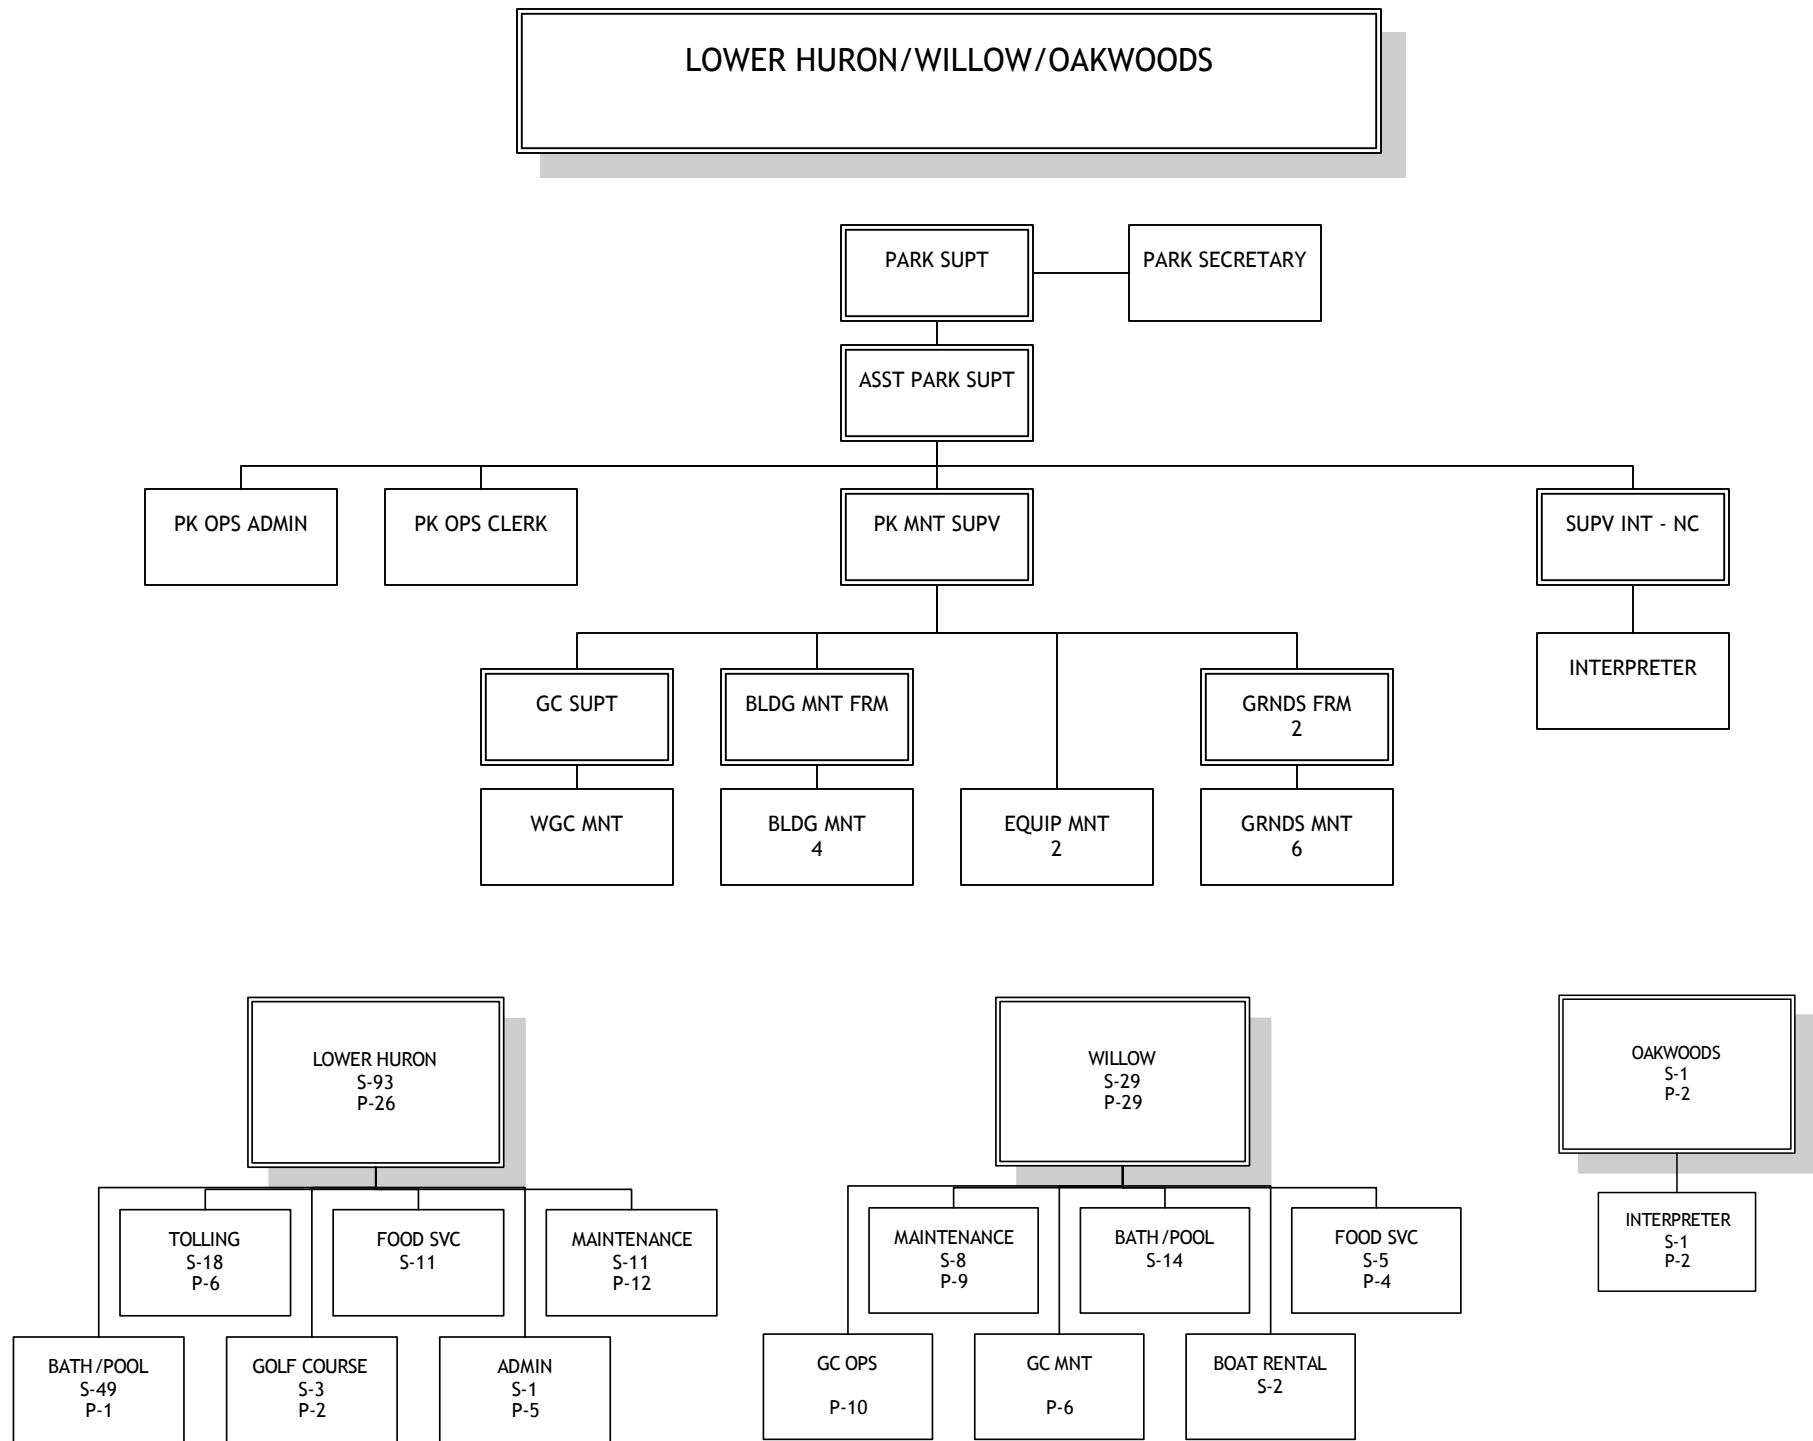 LOWER HURON/WILLOW/OAKWOODS
PARK SUPT
PARK SECRETARY
ASST PARK SUPT
PK OPS ADMIN
PK OPS CLERK
PK MNT SUPV
SUPV INT - NC
INTERPRETER
GC SUPT
BLDG MNT FRM
GRNDS FRM
2
WGC MNT
BLDG MNT
4
EQUIP MNT
2
GRNDS MNT
6
LOWER HURON
S-93
P-26
TOLLING
S-18
P-6
FOOD SVC
S-11
MAINTENANCE
S-11
P-12
BATH/POOL
S-49
P-1
GOLF COURSE
S-3
P-2
ADMIN
S-1
P-5
WILLOW
S-29
P-29
MAINTENANCE
S-8
P-9
BATH/POOL
S-14
FOOD SVC
S-5
P-4
GC OPS
P-10
GC MNT
P-6
BOAT RENTAL
S-2
OAKWOODS
S-1
P-2
INTERPRETER
S-1
P-2